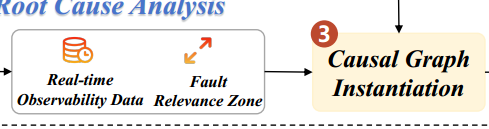 Root Cause Analysis
3
Causal Graph
Instantiation
Real-time
Observability Data
Fault
Relevance Zone